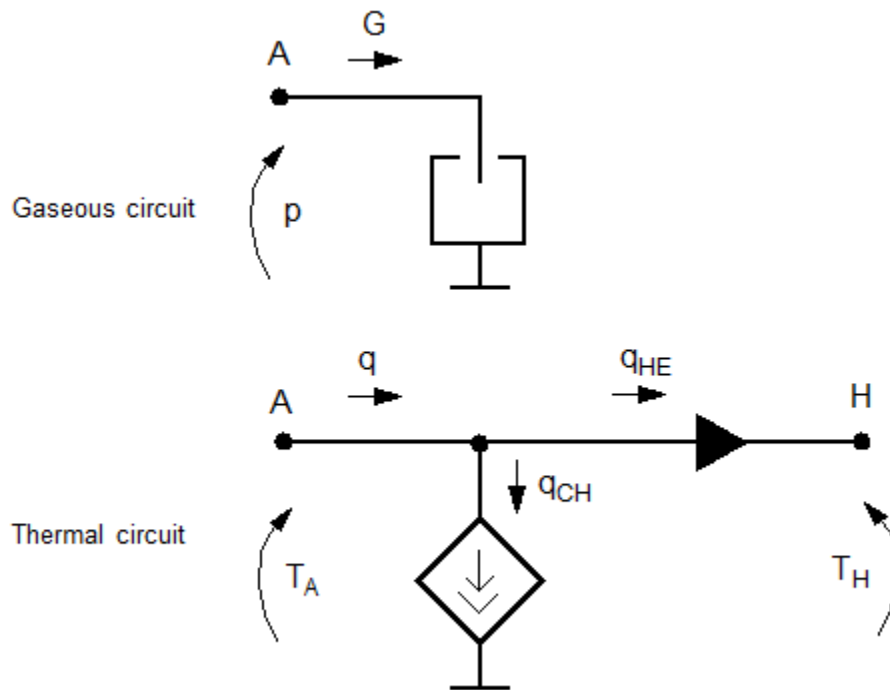 G
A
Gaseous circuit
p
q
q_HE
A
H
q_CH
Thermal circuit
T_A
T_H